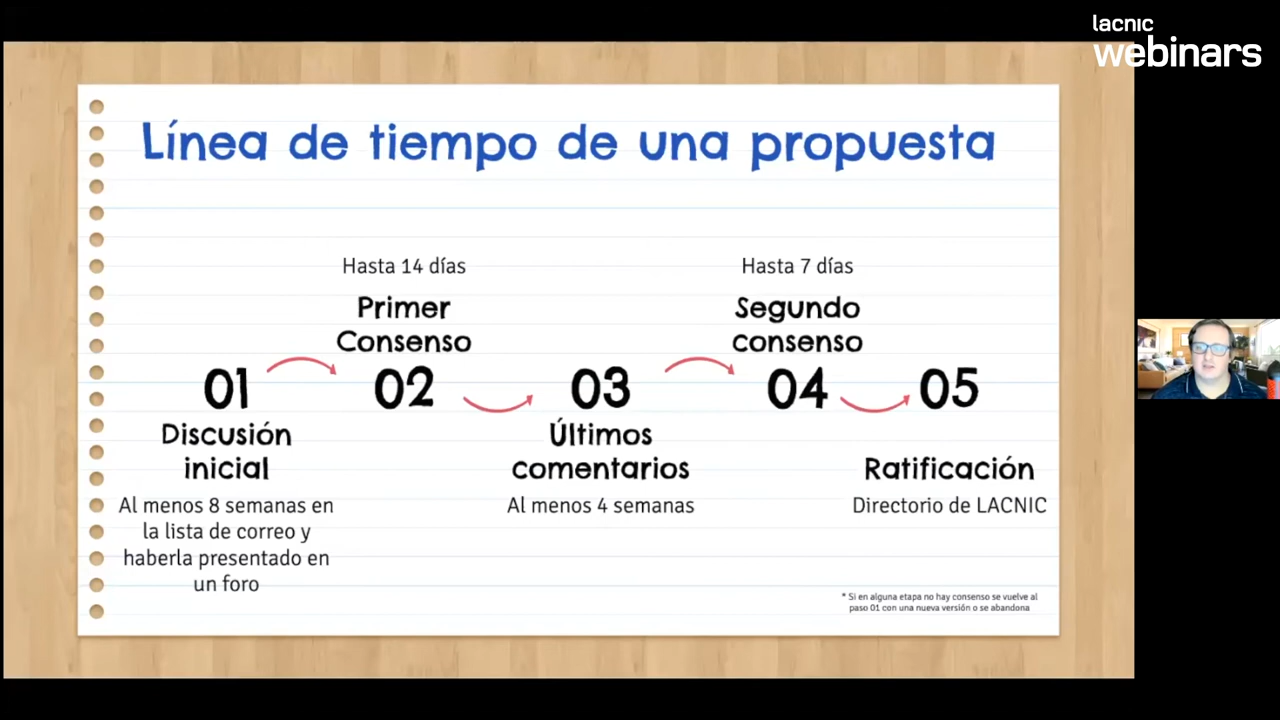 lacnic
webinars
Línea de tiempo de una propuesta
Hasta 14 días
Primer
Consenso
Hasta 7 días
Segundo
consenso
01
02
03
04
05
Discusión
inicial
Al menos 8 semanas en
la lista de correo y
haberla presentado en
un foro
Últimos
comentarios
Al menos 4 semanas
Ratificación
Directorio de LACNIC
* Si en alguna etapa no hay consenso se vuelve al
paso 01 con una nueva versión o se abandona